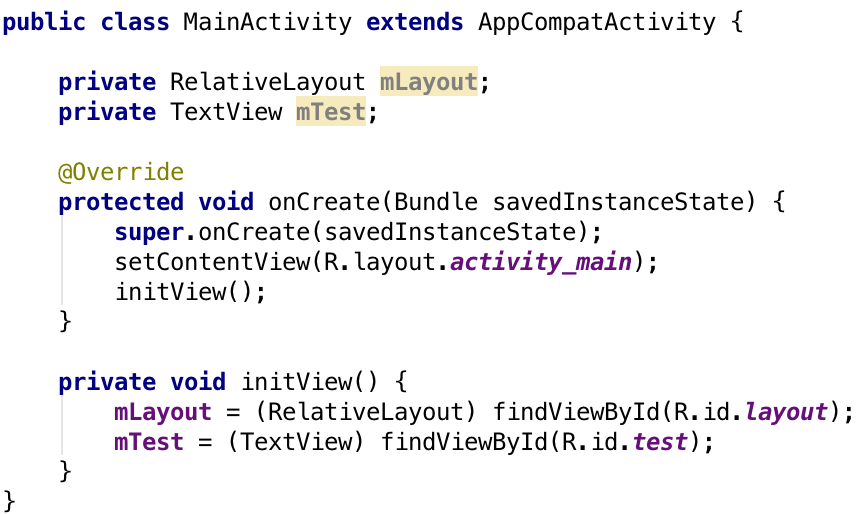 public class MainActivity extends AppCompatActivity {
private RelativeLayout mLayout;
private TextView mTest;
@Override
protected void onCreate(Bundle savedInstanceState) {
super.onCreate(savedInstanceState);
setContentView(R.layout.activity_main);
initView();
}
private void initView() {
mLayout = (RelativeLayout) findViewById(R.id.layout);
mTest = (TextView) findViewById(R.id.test);
}
}